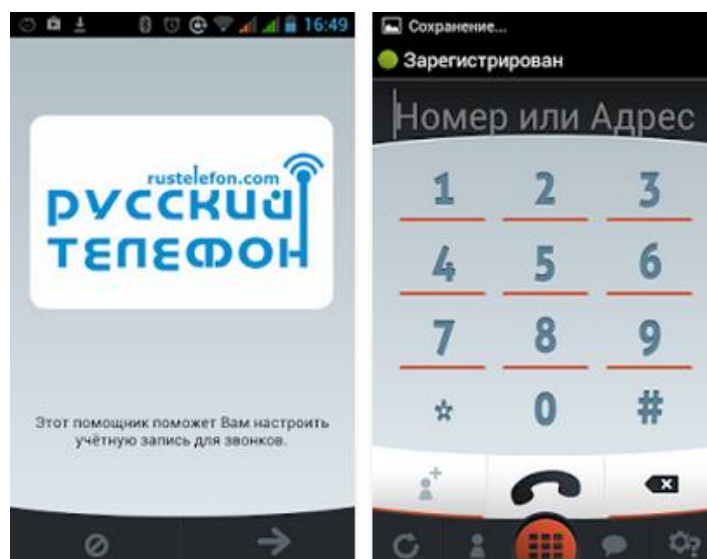 16:49
rustelefon.com
РУССКИЙ
ТЕЛЕФОН
Этот помощник поможет Вам настроить
учётную запись для звонков.
Сохранение...
Зарегистрирован
Номер или Адрес
1 2 3
4 5 6
7 8 9
* 0 #